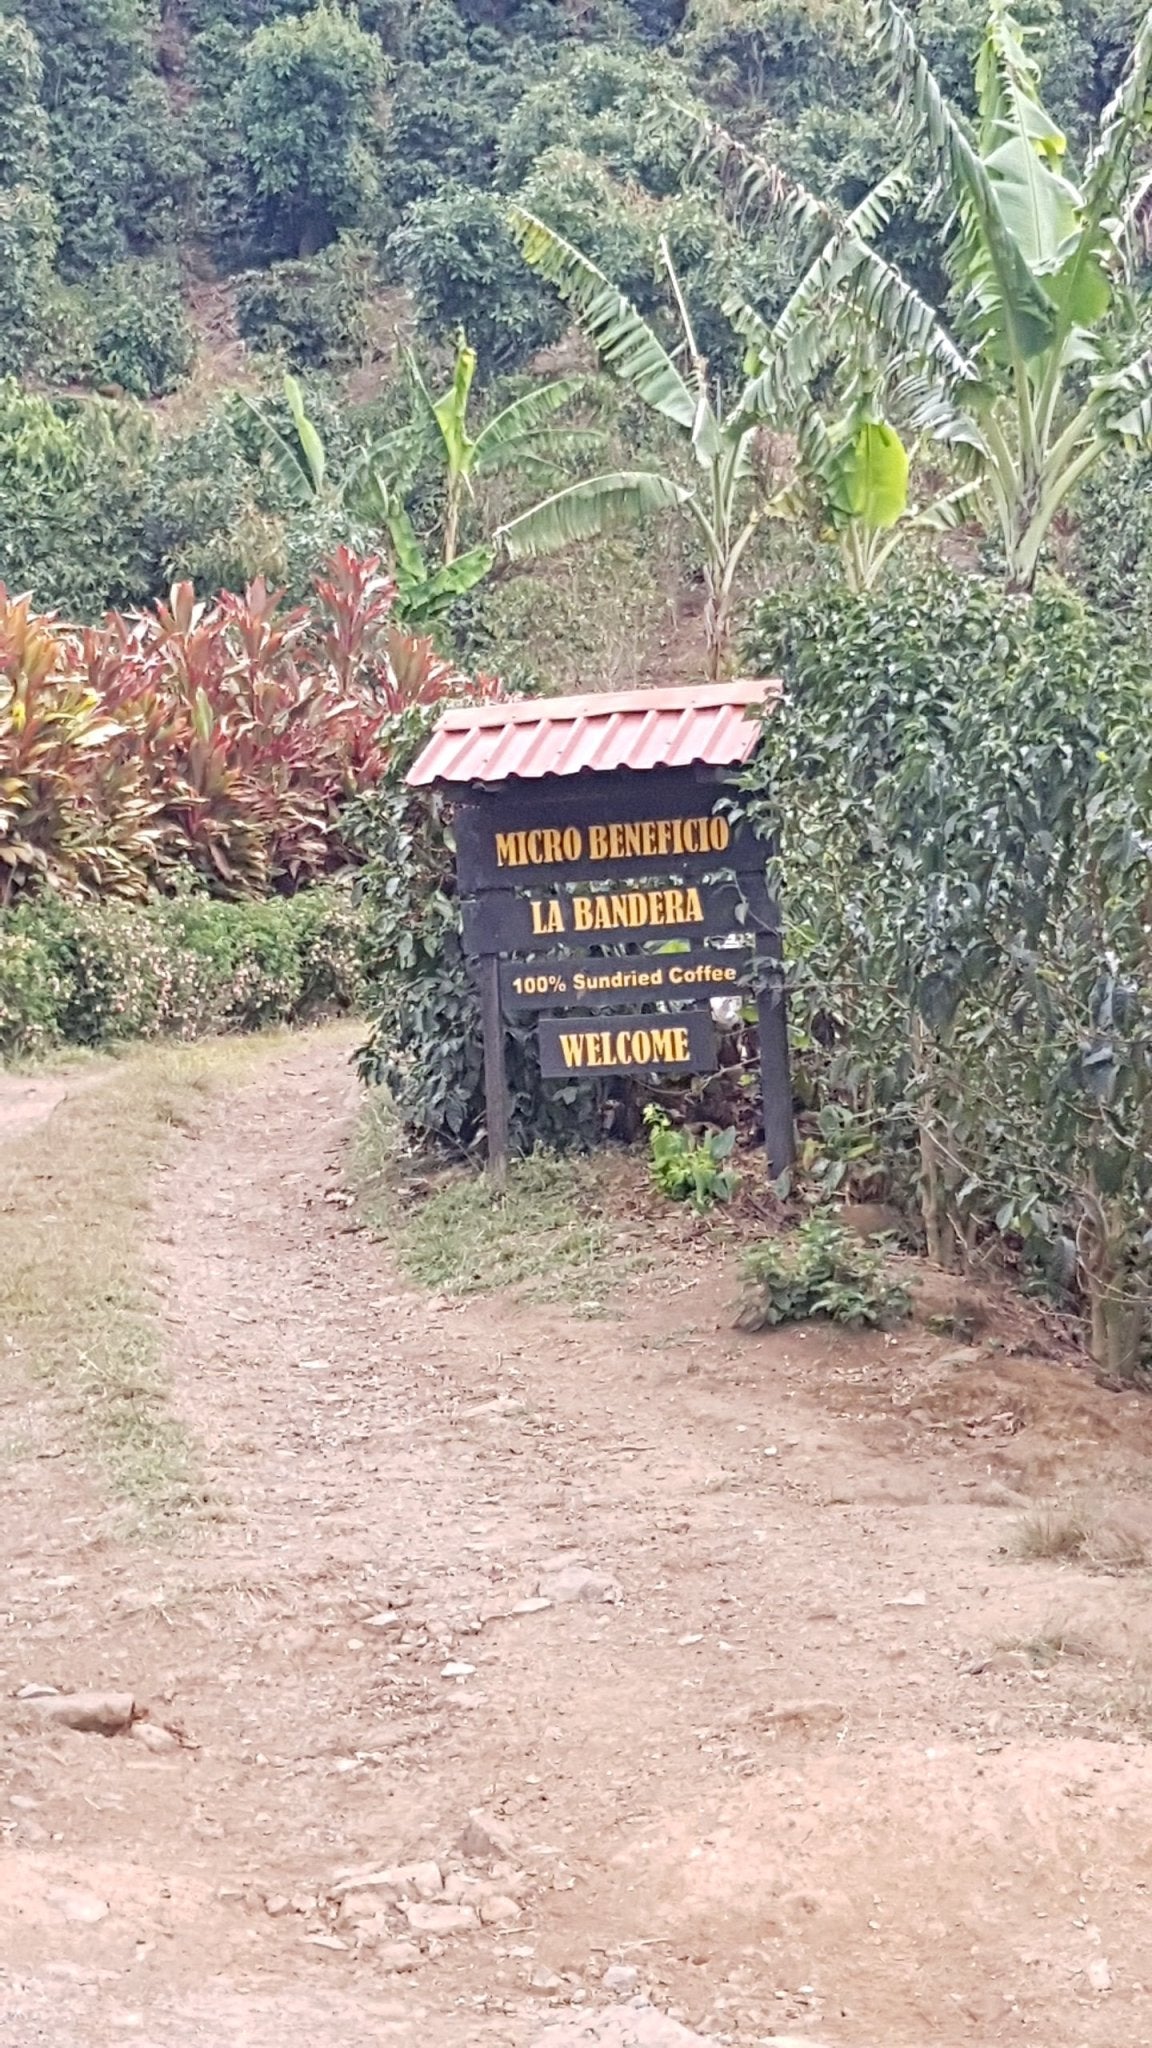 MICRO BENEFICIO
LA BANDERA
100% Sundried Coffee
WELCOME